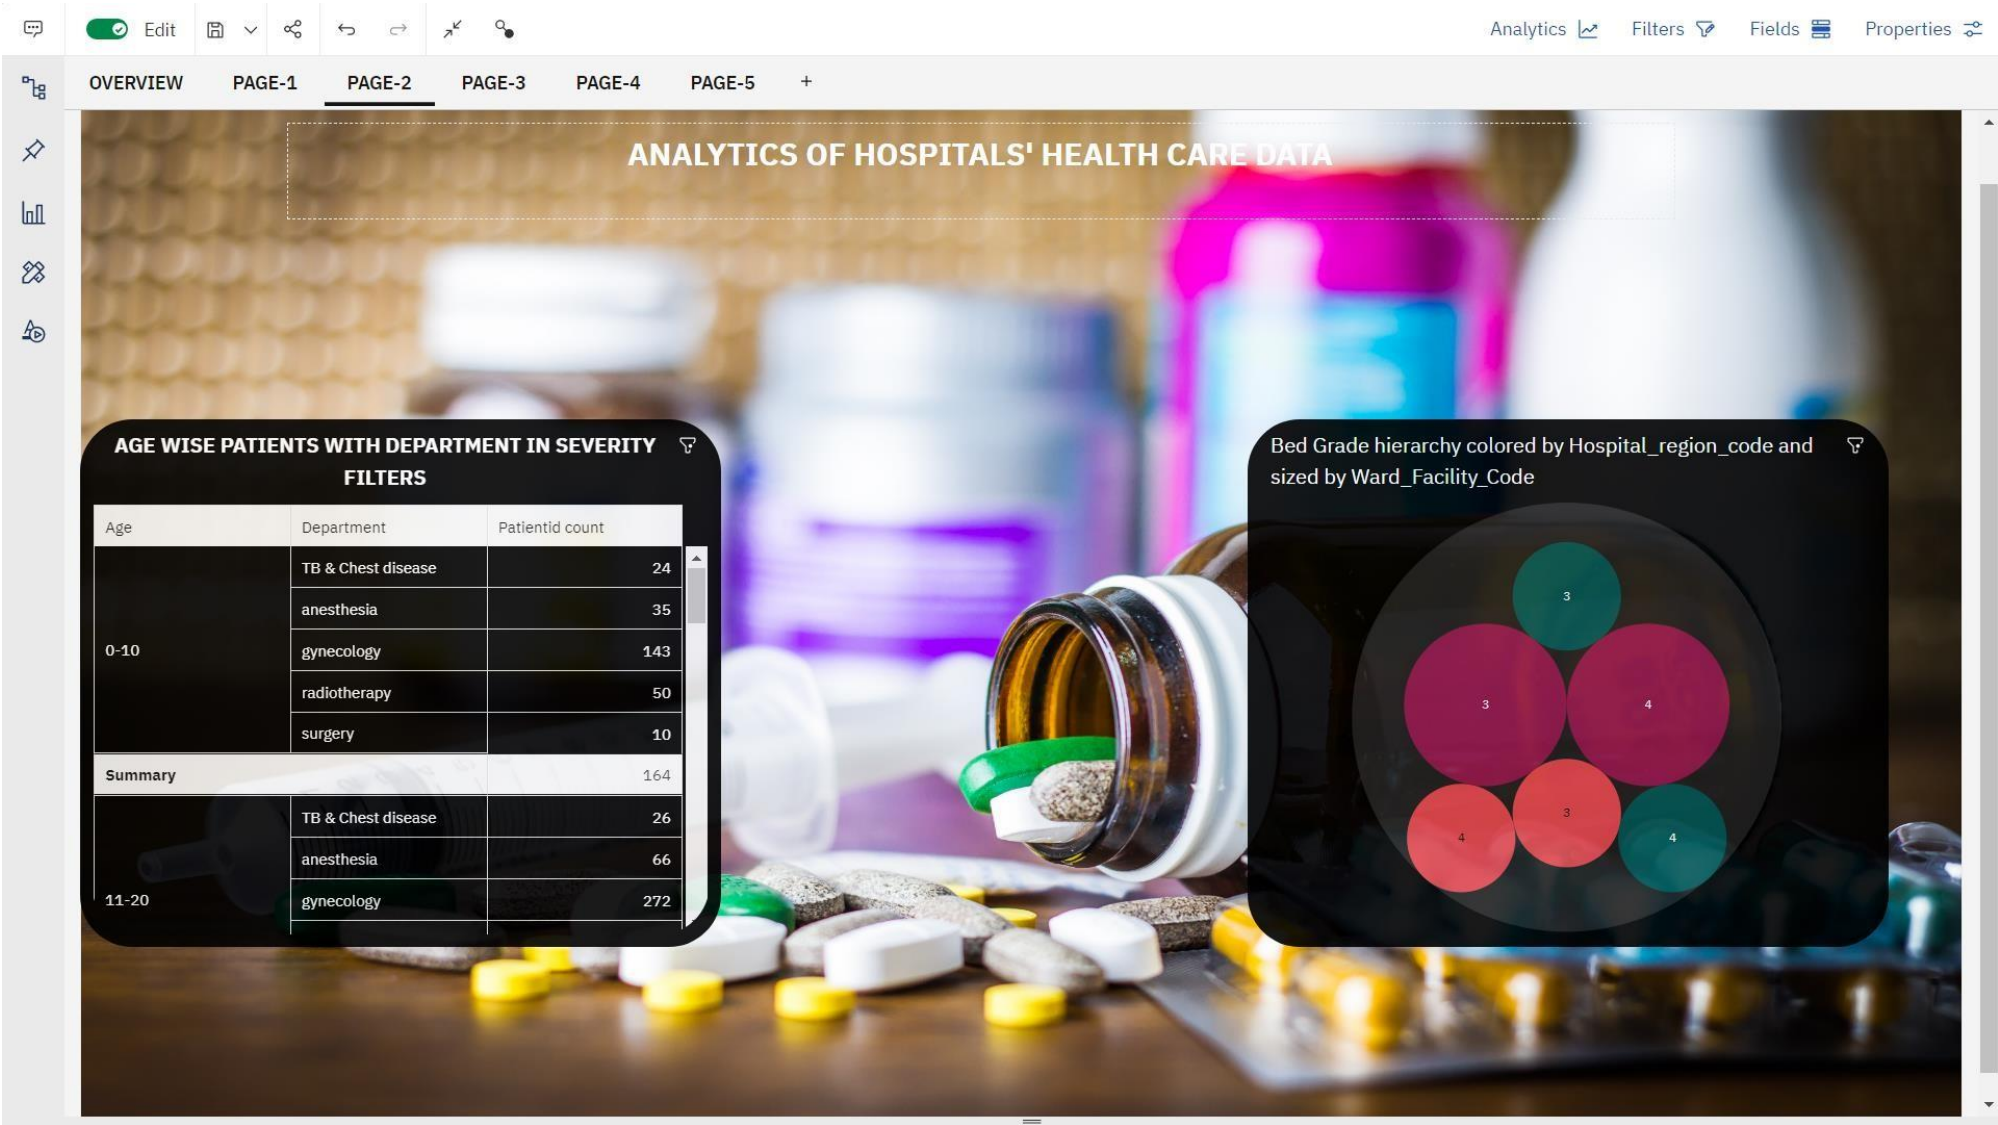 Edit
Analytics
Filters
Fields
Properties
OVERVIEW PAGE-1 PAGE-2 PAGE-3 PAGE-4 PAGE-5 +
ANALYTICS OF HOSPITALS' HEALTH CARE DATA
AGE WISE PATIENTS WITH DEPARTMENT IN SEVERITY
FILTERS
Age Department Patientid count
TB & Chest disease 24
anesthesia 35
0-10 gynecology 143
radiotherapy 50
surgery 10
Summary 164
TB & Chest disease 26
anesthesia 66
11-20 gynecology 272
Bed Grade hierarchy colored by Hospital_region_code and
sized by Ward_Facility_Code
3
3 4
3
4 4